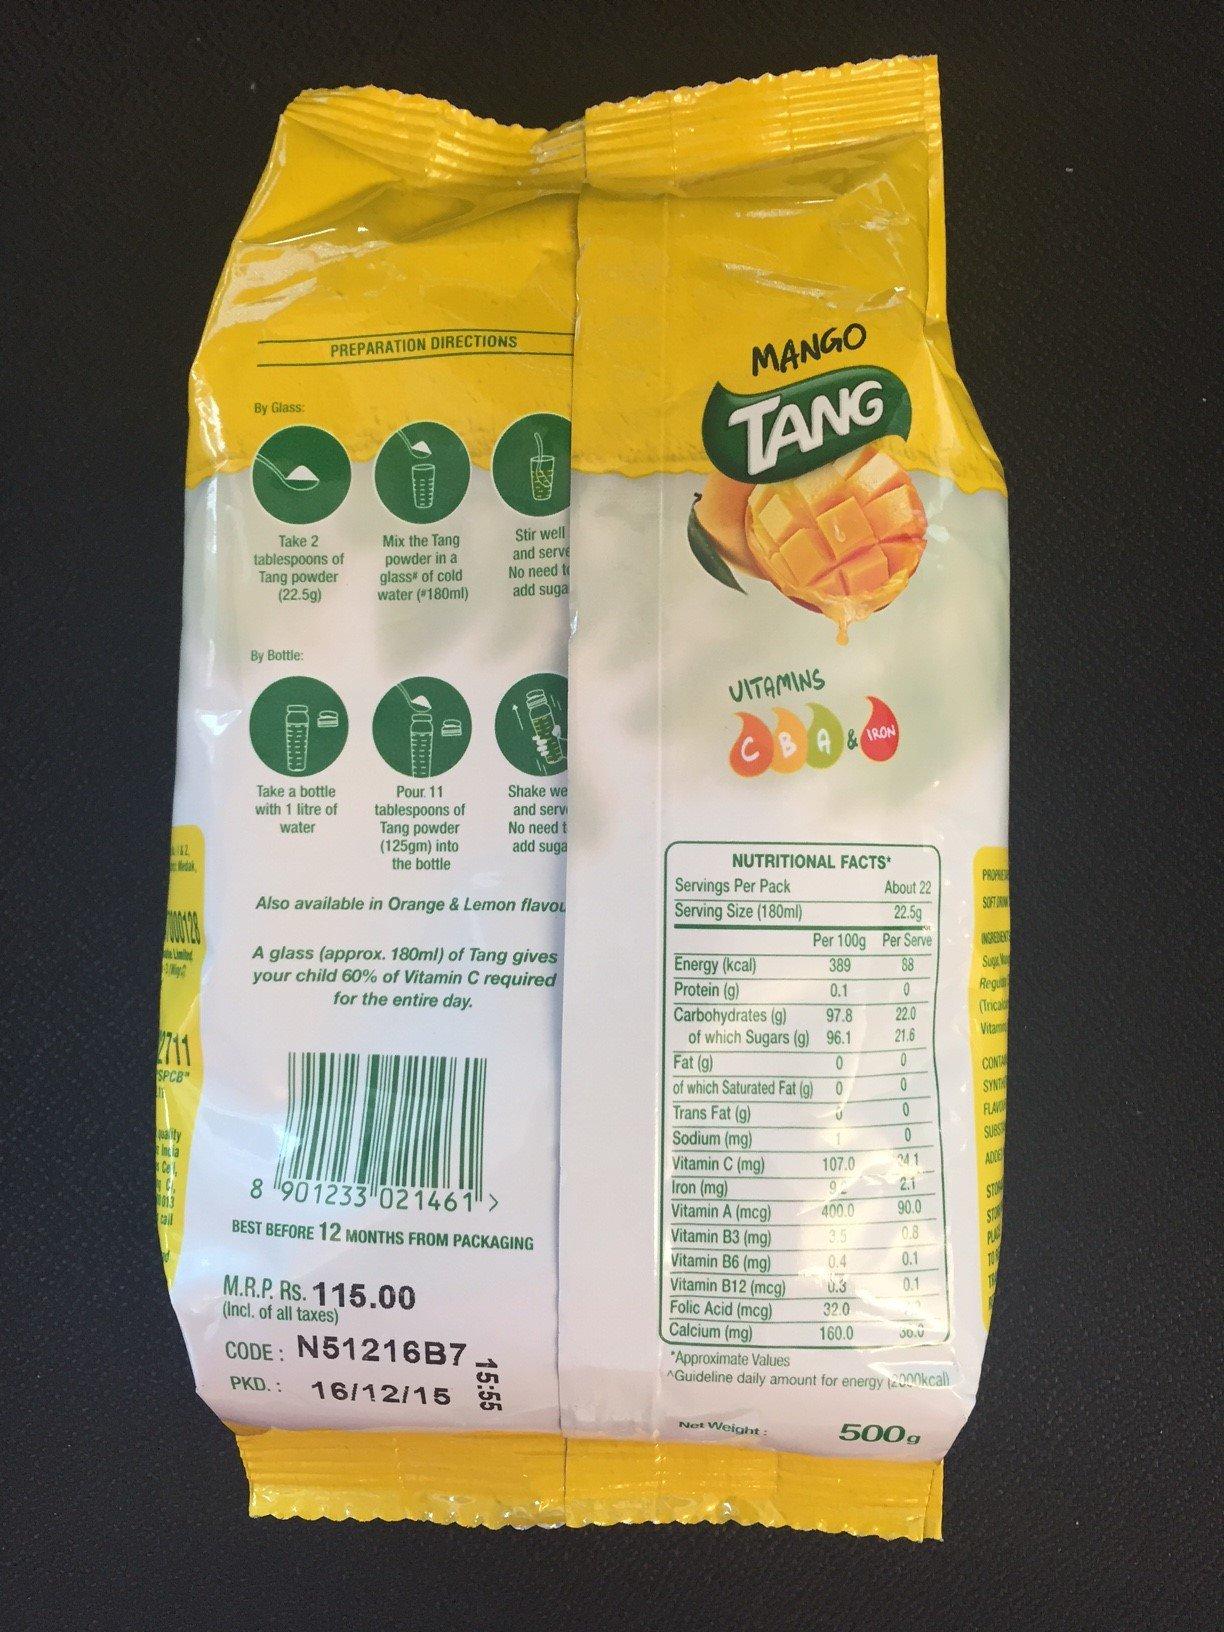 PREPARATION DIRECTIONS
By Glass:
Take 2
tablespoons of
Tang powder
(22.5g)
Mix the Tang
powder in a
glass# of cold
water (#180ml)
Stir well
and serve
No need
add
By Bottle:
Take a bottle
with 1 litre of
water
Pour 11
tablespoons of
Tang powder
(125gm) into
the bottle
Shake
and
No need
add
Also available in Orange & Lemon
A glass (approx. 180ml) of Tang gives
your child 60% of Vitamin C required
for the entire day.
8 901233 021461 >
BEST BEFORE 12 MONTHS FROM PACKAGING
M.R.P. Rs. 115.00
(Incl. of all taxes)
CODE : N51216B7
PKD. : 16/12/15
15:55
MANGO
TANG
VITAMINS
C B A & IRON
NUTRITIONAL FACTS*
Servings Per Pack About 22
Serving Size (180ml) 22.5g
Per 100g Per Serve
Energy (kcal) 389 88
Protein (g) 0.1 0
Carbohydrates (g) 97.8 22.0
of which Sugars (g) 96.1 21.6
Fat (g) 0 0
of which Saturated Fat (g) 0 0
Trans Fat (g) 0 0
Sodium (mg) 1 0
Vitamin C (mg) 107.0 24.1
Iron (mg) 2.1
Vitamin A (mcg) 400.0 90.0
Vitamin B3 (mg) 3.5 0.8
Vitamin B6 (mg) 0.4 0.1
Vitamin B12 (mcg) 0.3 0.1
Folic Acid (mcg) 32.0
Calcium (mg) 160.0 36.0
*Approximate Values
^Guideline daily amount for energy (2000kcal)
Net Weight : 500g